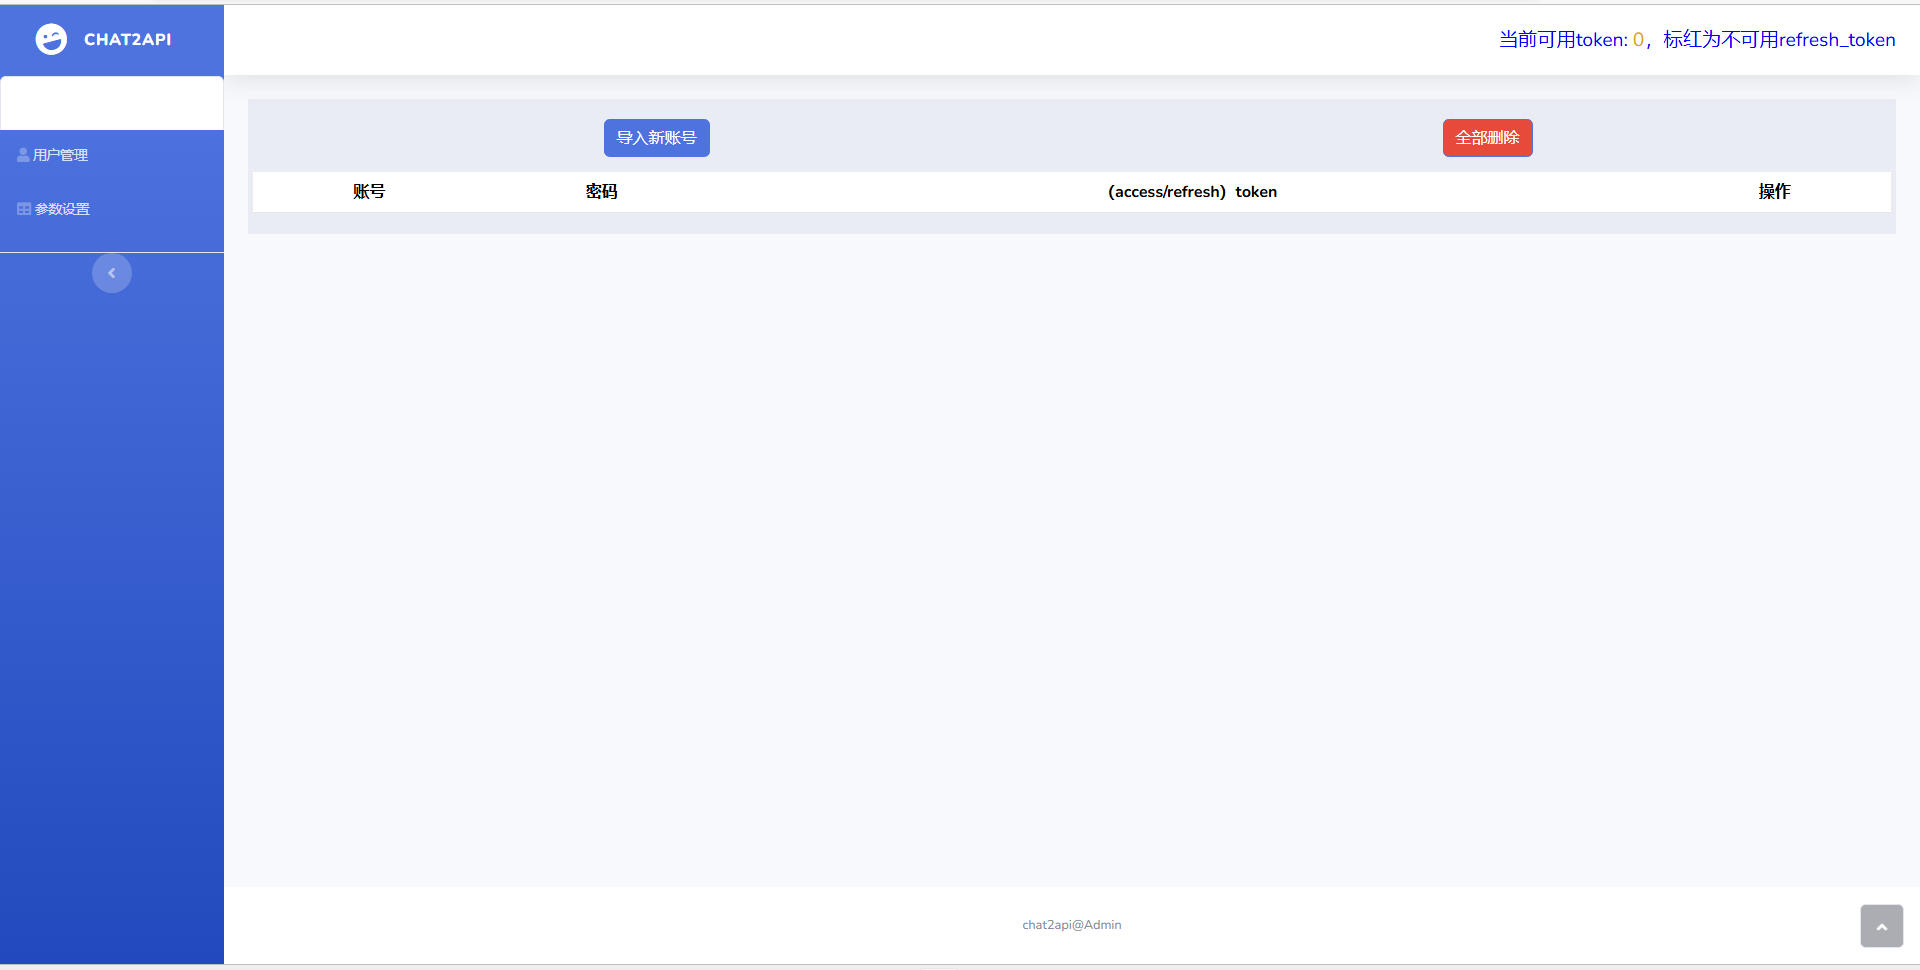 CHAT2API
当前可用token: 0，标红为不可用refresh_token
用户管理
参数设置
导入新账号
全部删除
账号 密码 （access/refresh）token 操作
chat2api@Admin